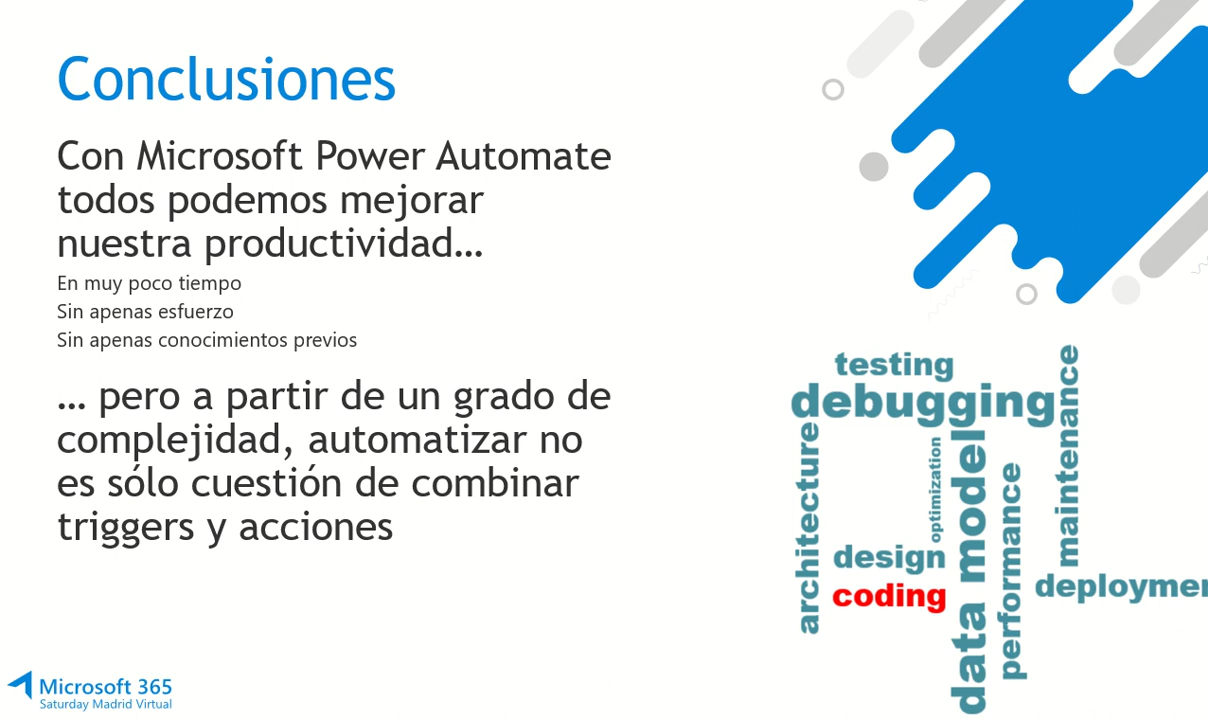 Conclusiones
Con Microsoft Power Automate
todos podemos mejorar
nuestra productividad...
En muy poco tiempo
Sin apenas esfuerzo
Sin apenas conocimientos previos
... pero a partir de un grado de
complejidad, automatizar no
es sólo cuestión de combinar
triggers y acciones
testing
debugging
architecture
optimization
data model
performance
maintenance
design
coding
deploymen
Microsoft 365
Saturday Madrid Virtual